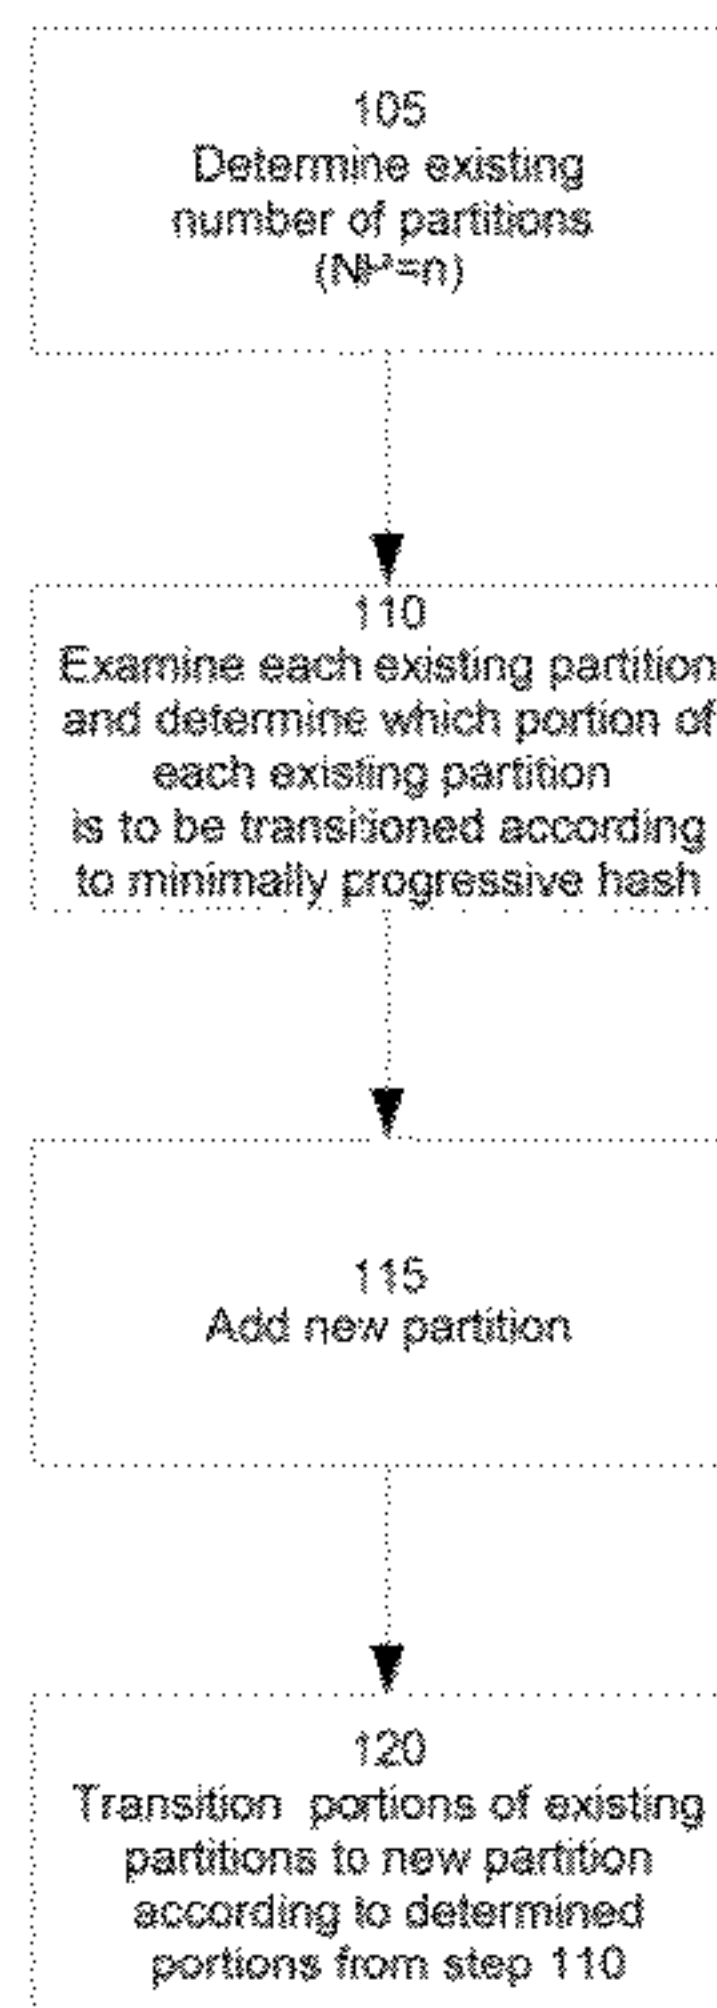 105
Determine existing
number of partitions
110
Examine each existing partition
and determine which portion of
each existing partition
is to be transitioned according
to minimally progressive hash
115
Add new partition
120
Transition portions of existing
partitions to new partition
according to determined
portions from step 110